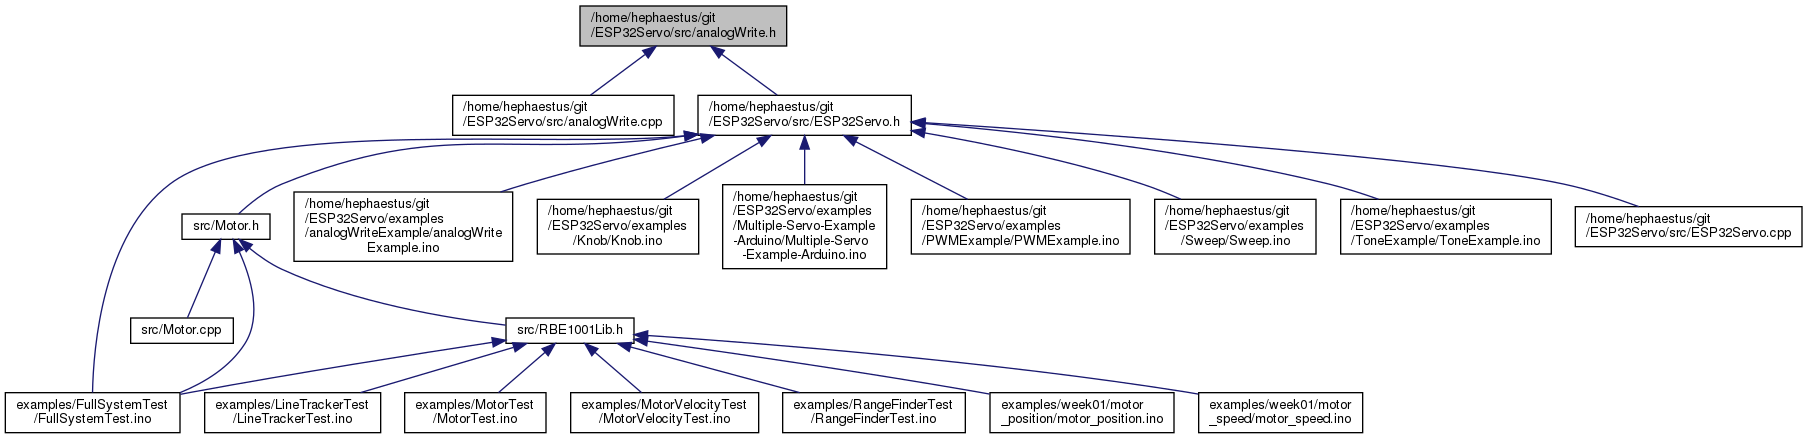 /home/hephaestus/git
/ESP32Servo/src/analogWrite.h
/home/hephaestus/git
/ESP32Servo/src/analogWrite.cpp
/home/hephaestus/git
/ESP32Servo/src/ESP32Servo.h
src/Motor.h
/home/hephaestus/git
/ESP32Servo/examples
/analogWriteExample/analogWrite
Example.ino
/home/hephaestus/git
/ESP32Servo/examples
/Knob/Knob.ino
/home/hephaestus/git
/ESP32Servo/examples
/Multiple-Servo-Example
-Arduino/Multiple-Servo
-Example-Arduino.ino
/home/hephaestus/git
/ESP32Servo/examples
/PWMExample/PWMExample.ino
/home/hephaestus/git
/ESP32Servo/examples
/Sweep/Sweep.ino
/home/hephaestus/git
/ESP32Servo/examples
/ToneExample/ToneExample.ino
/home/hephaestus/git
/ESP32Servo/src/ESP32Servo.cpp
src/Motor.cpp
src/RBE1001Lib.h
examples/FullSystemTest
/FullSystemTest.ino
examples/LineTrackerTest
/LineTrackerTest.ino
examples/MotorTest
/MotorTest.ino
examples/MotorVelocityTest
/MotorVelocityTest.ino
examples/RangeFinderTest
/RangeFinderTest.ino
examples/week01/motor
_position/motor_position.ino
examples/week01/motor
_speed/motor_speed.ino